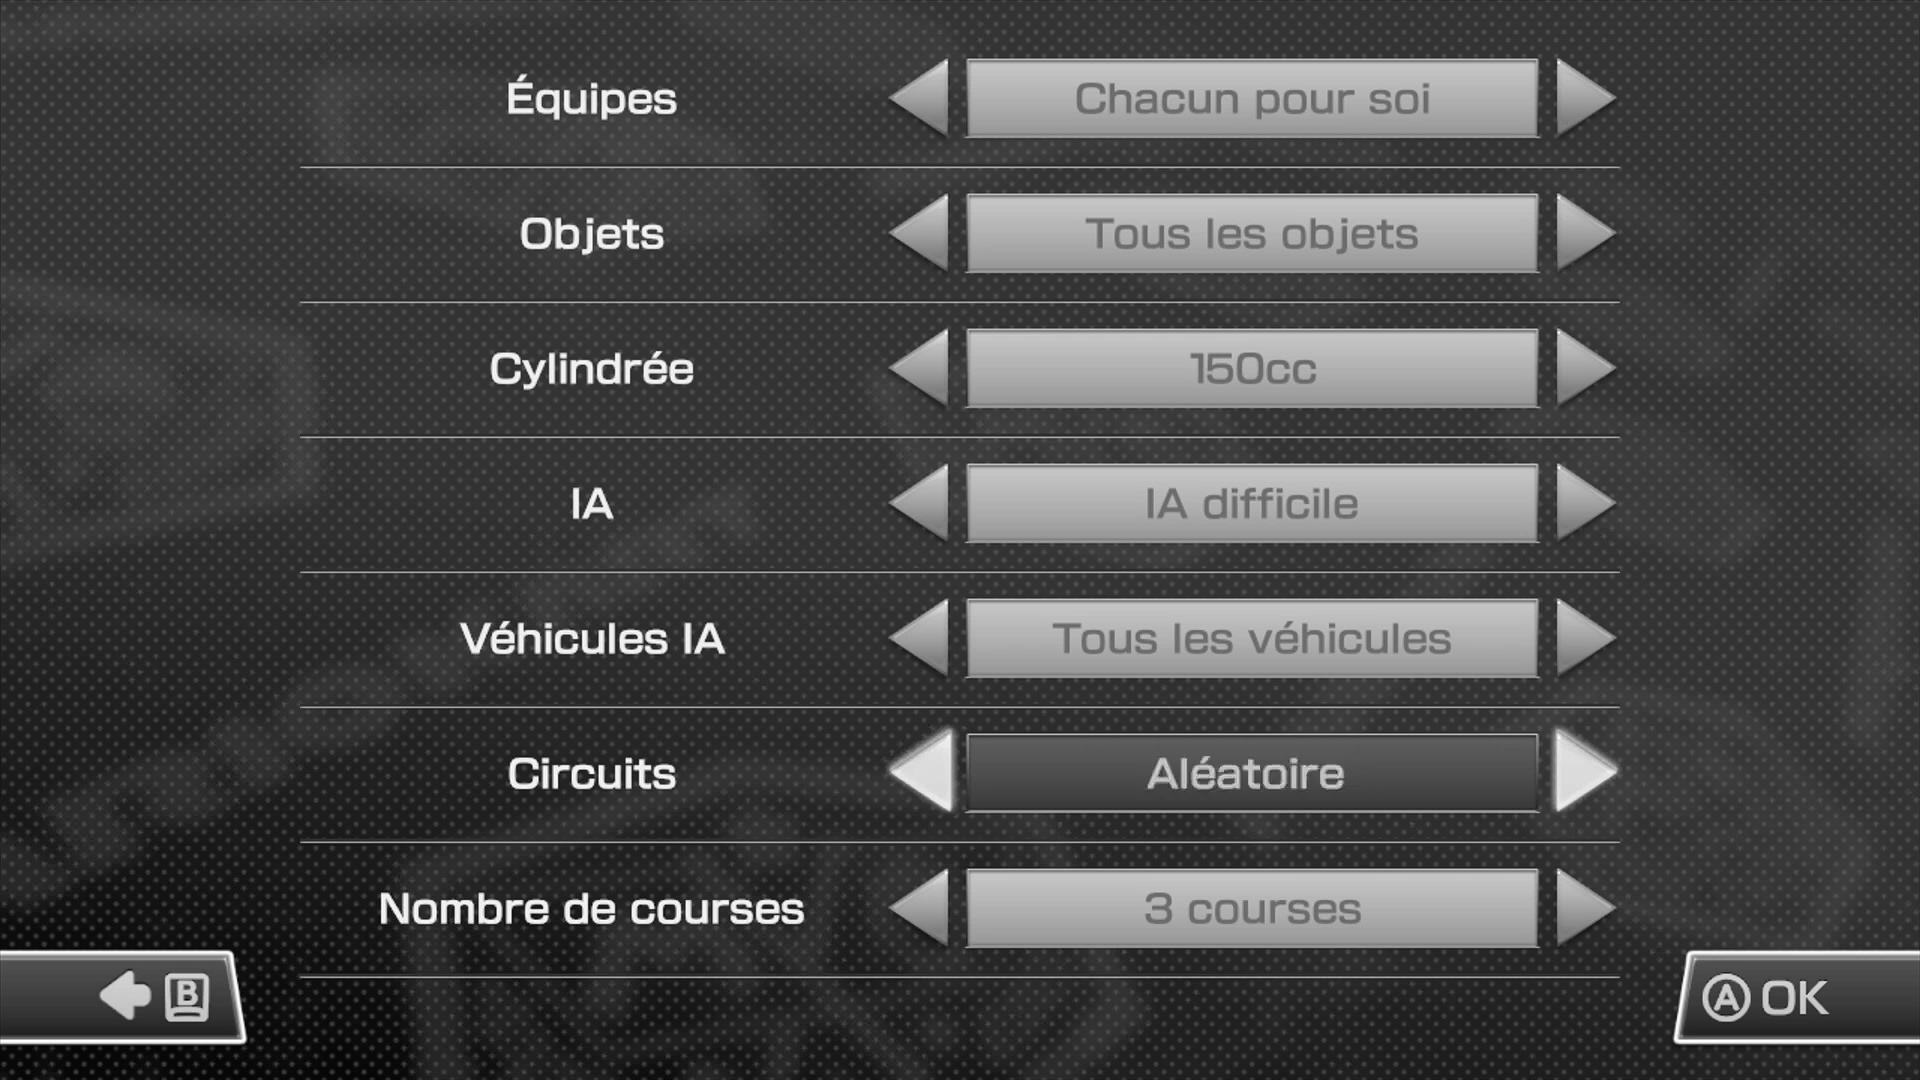 Équipes
Chacun pour soi
Objets
Tous les objets
Cylindrée
150cc
IA
IA difficile
Véhicules IA
Tous les véhicules
Circuits
Aléatoire
Nombre de courses
3 courses
B
A OK